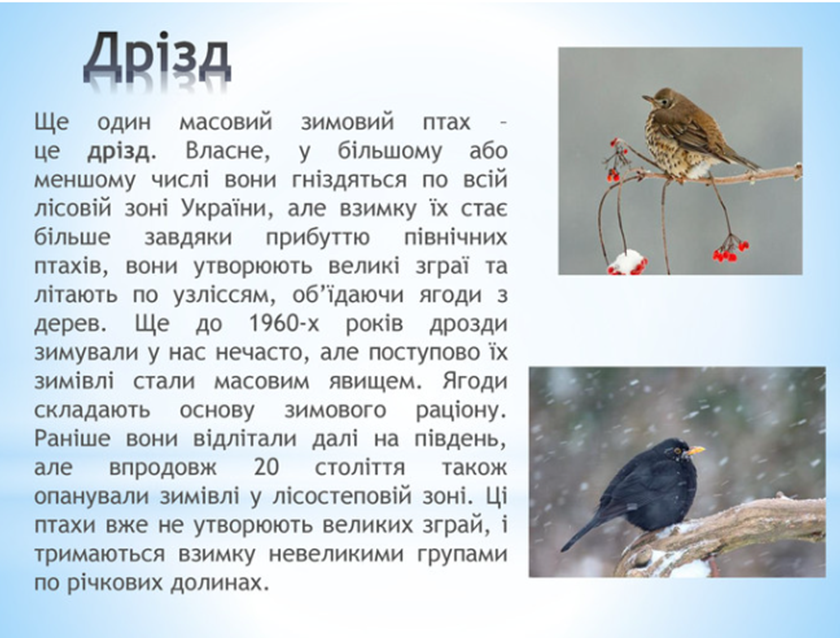 Дрізд
Ще один масовий зимовий птах –
це дрізд. Власне, у більшому або
меншому числі вони гніздяться по всій
лісовій зоні України, але взимку їх стає
більше завдяки прибуттю північних
птахів, вони утворюють великі зграї та
літають по узліссям, об’їдаючи ягоди з
дерев. Ще до 1960-х років дрозди
зимували у нас нечасто, але поступово їх
зимівлі стали масовим явищем. Ягоди
складають основу зимового раціону.
Раніше вони відлітали далі на південь,
але впродовж 20 століття також
опанували зимівлі у лісостеповій зоні. Ці
птахи вже не утворюють великих зграй, і
тримаються взимку невеликими групами
по річкових долинах.